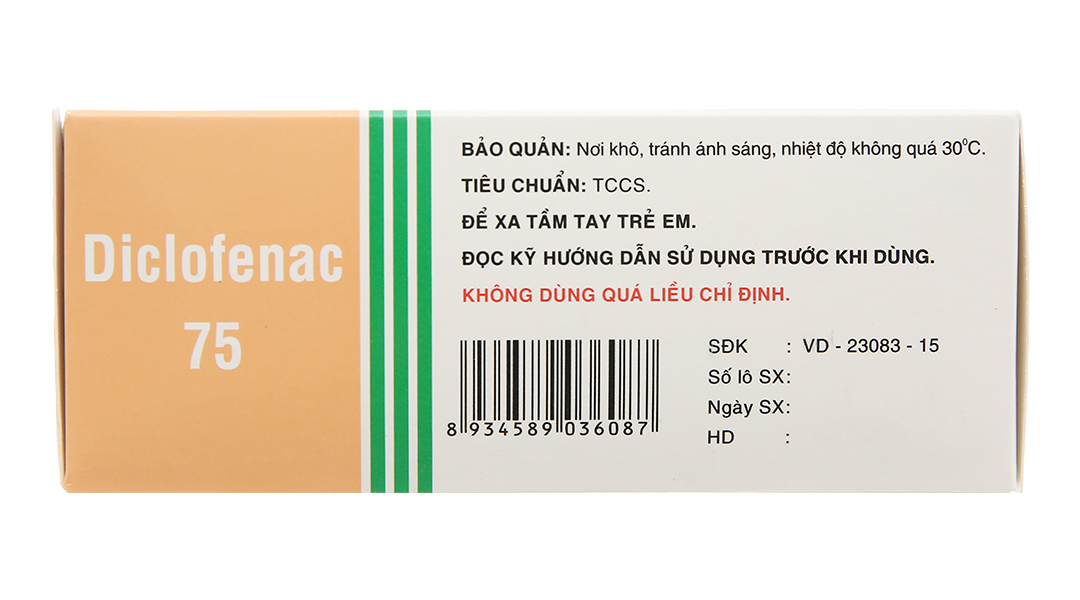 Diclofenac
75
BẢO QUẢN: Nơi khô, tránh ánh sáng, nhiệt độ không quá 30⁰C.
TIÊU CHUẨN: TCCS.
ĐỂ XA TẦM TAY TRẺ EM.
ĐỌC KỸ HƯỚNG DẪN SỬ DỤNG TRƯỚC KHI DÙNG.
KHÔNG DÙNG QUÁ LIỀU CHỈ ĐỊNH.
8 934589 036087
SĐK : VD - 23083 - 15
Số lô SX:
Ngày SX:
HD :